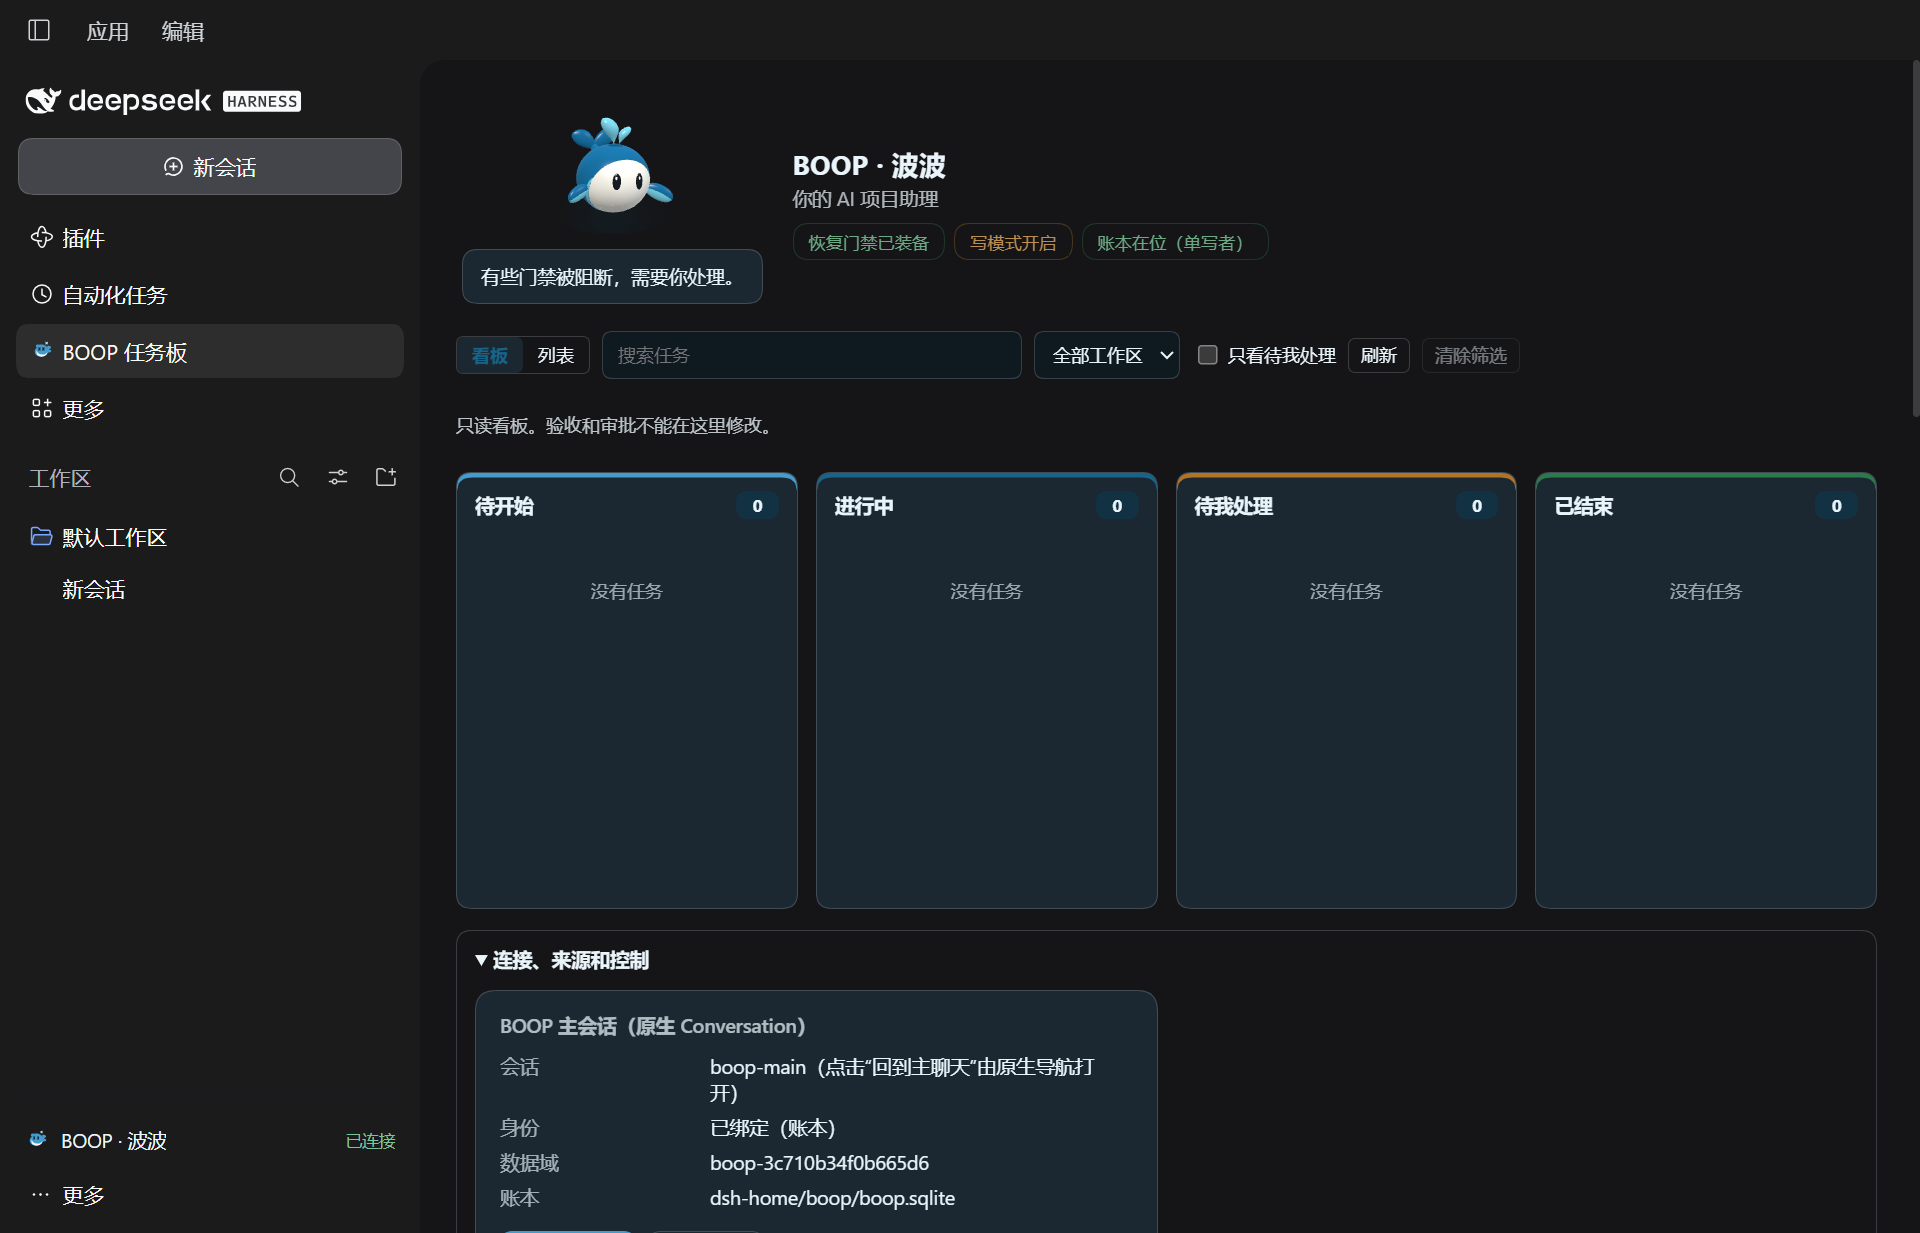 应用 编辑
deepseek HARNESS
新会话
插件
自动化任务
BOOP 任务板
更多
工作区
默认工作区
新会话
BOOP · 波波 已连接
更多
BOOP · 波波
你的 AI 项目助理
恢复门禁已装备 写模式开启 账本在位（单写者）
有些门禁被阻断，需要你处理。
看板 列表 搜索任务 全部工作区 只看待我处理 刷新 清除筛选
只读看板。验收和审批不能在这里修改。
待开始 0
没有任务
进行中 0
没有任务
待我处理 0
没有任务
已结束 0
没有任务
▼连接、来源和控制
BOOP 主会话（原生 Conversation）
会话 boop-main（点击“回到主聊天”由原生导航打
开）
身份 已绑定（账本）
数据域 boop-3c710b34f0b665d6
账本 dsh-home/boop/boop.sqlite